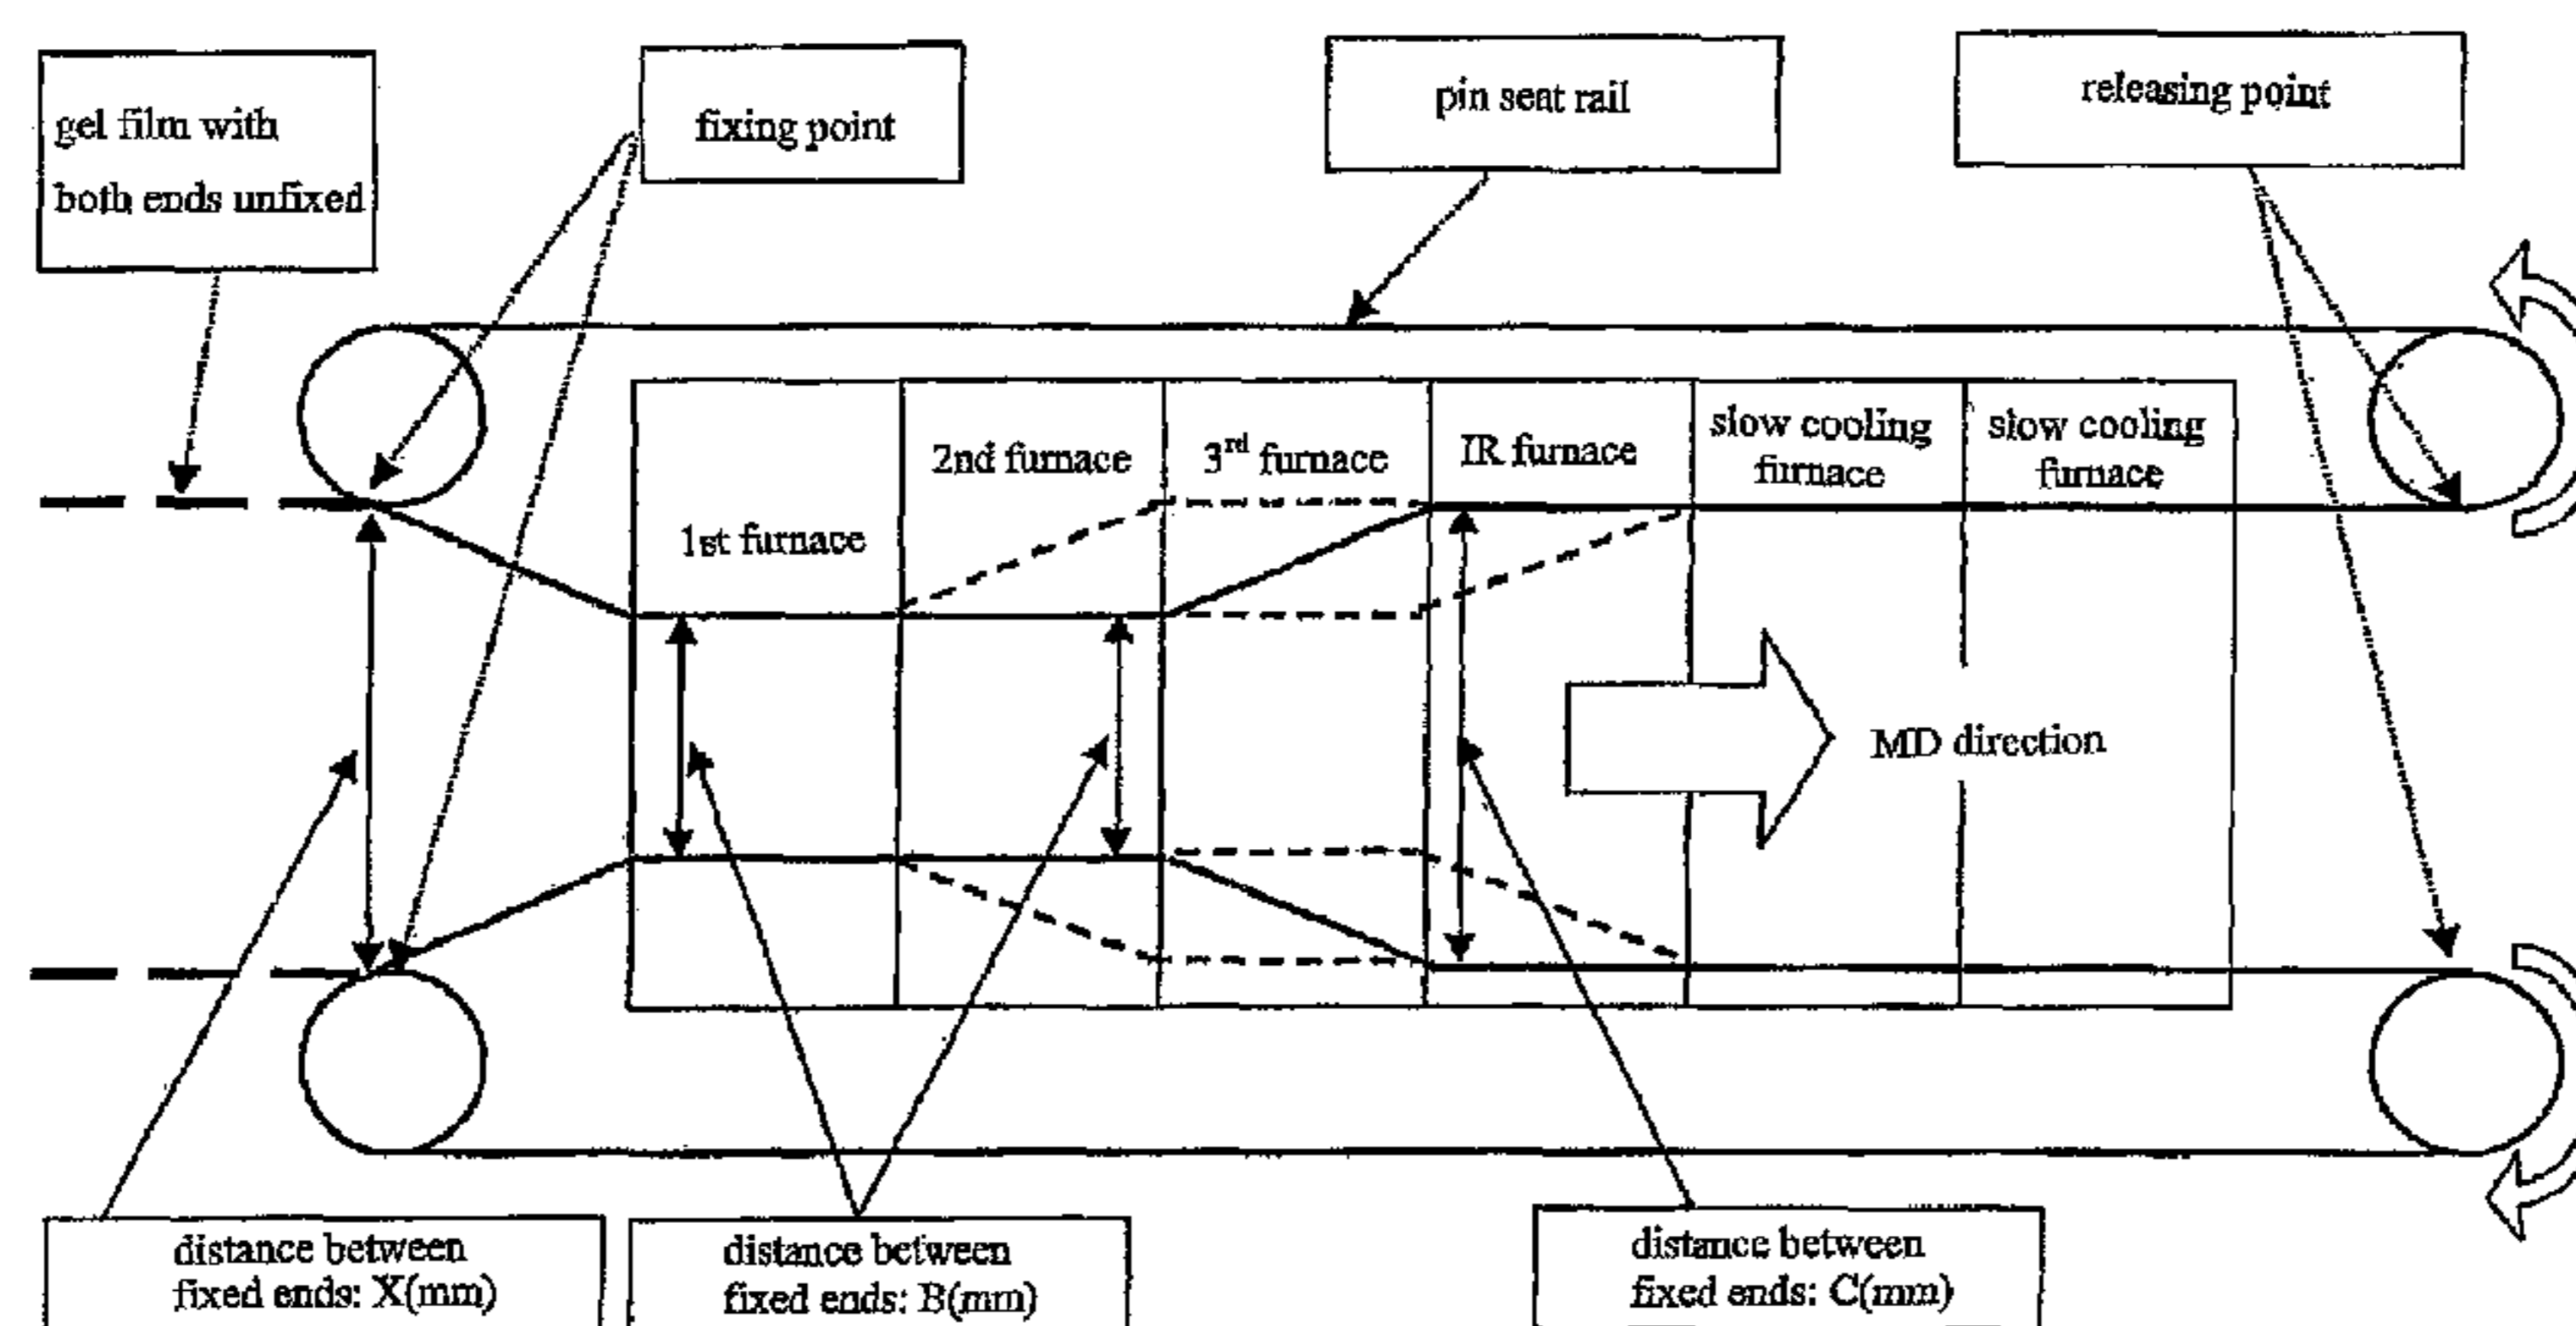 gel film with
both ends unfixed
fixing point
pin seat rail
releasing point
1st furnace
2nd furnace
3rd furnace
IR furnace
slow cooling
furnace
slow cooling
furnace
MD direction
distance between
fixed ends: X(mm)
distance between
fixed ends: B(mm)
distance between
fixed ends: C(mm)